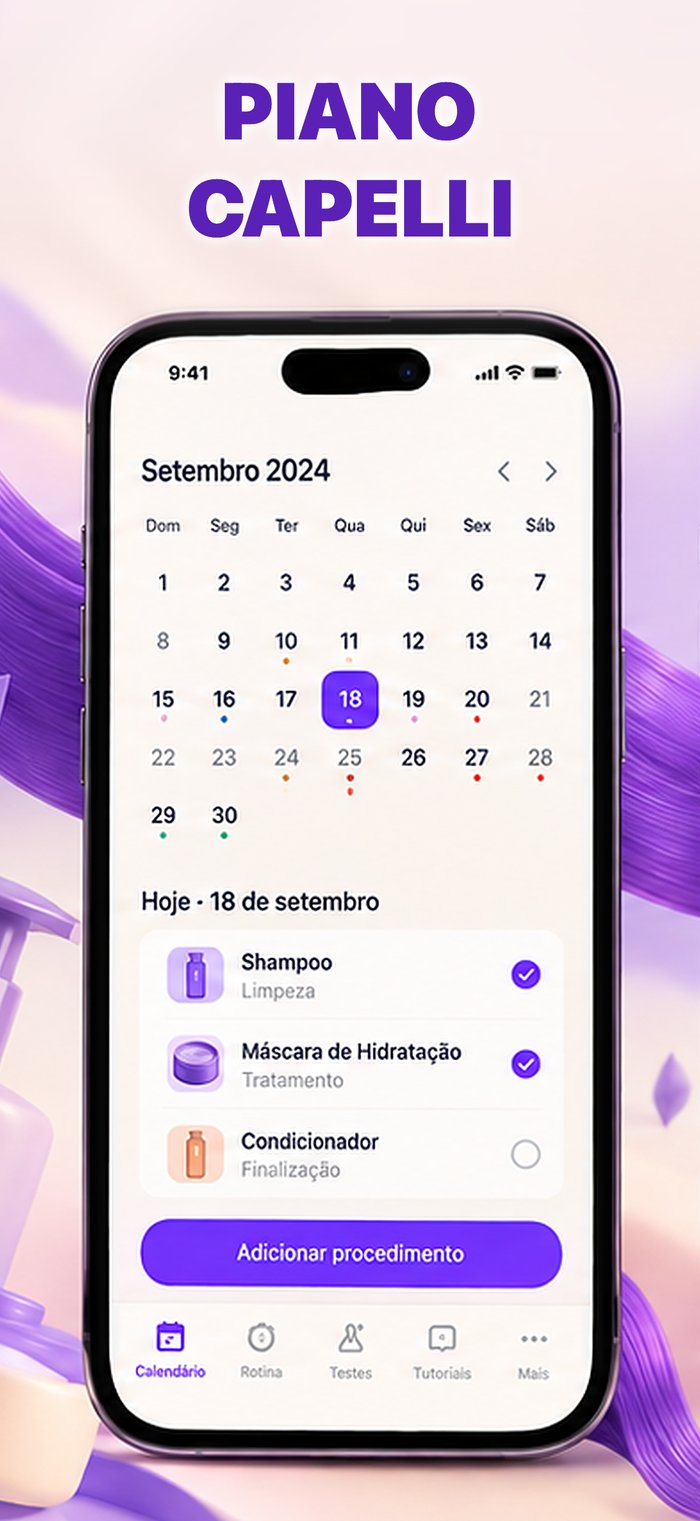 PIANO
CAPELLI
9:41
Setembro 2024
Dom Seg Ter Qua Qui Sex Sáb
1 2 3 4 5 6 7
8 9 10 11 12 13 14
15 16 17 18 19 20 21
22 23 24 25 26 27 28
29 30
Hoje · 18 de setembro
Shampoo
Limpeza
Máscara de Hidratação
Tratamento
Condicionador
Finalização
Adicionar procedimento
Calendário Rotina Testes Tutoriais Mais